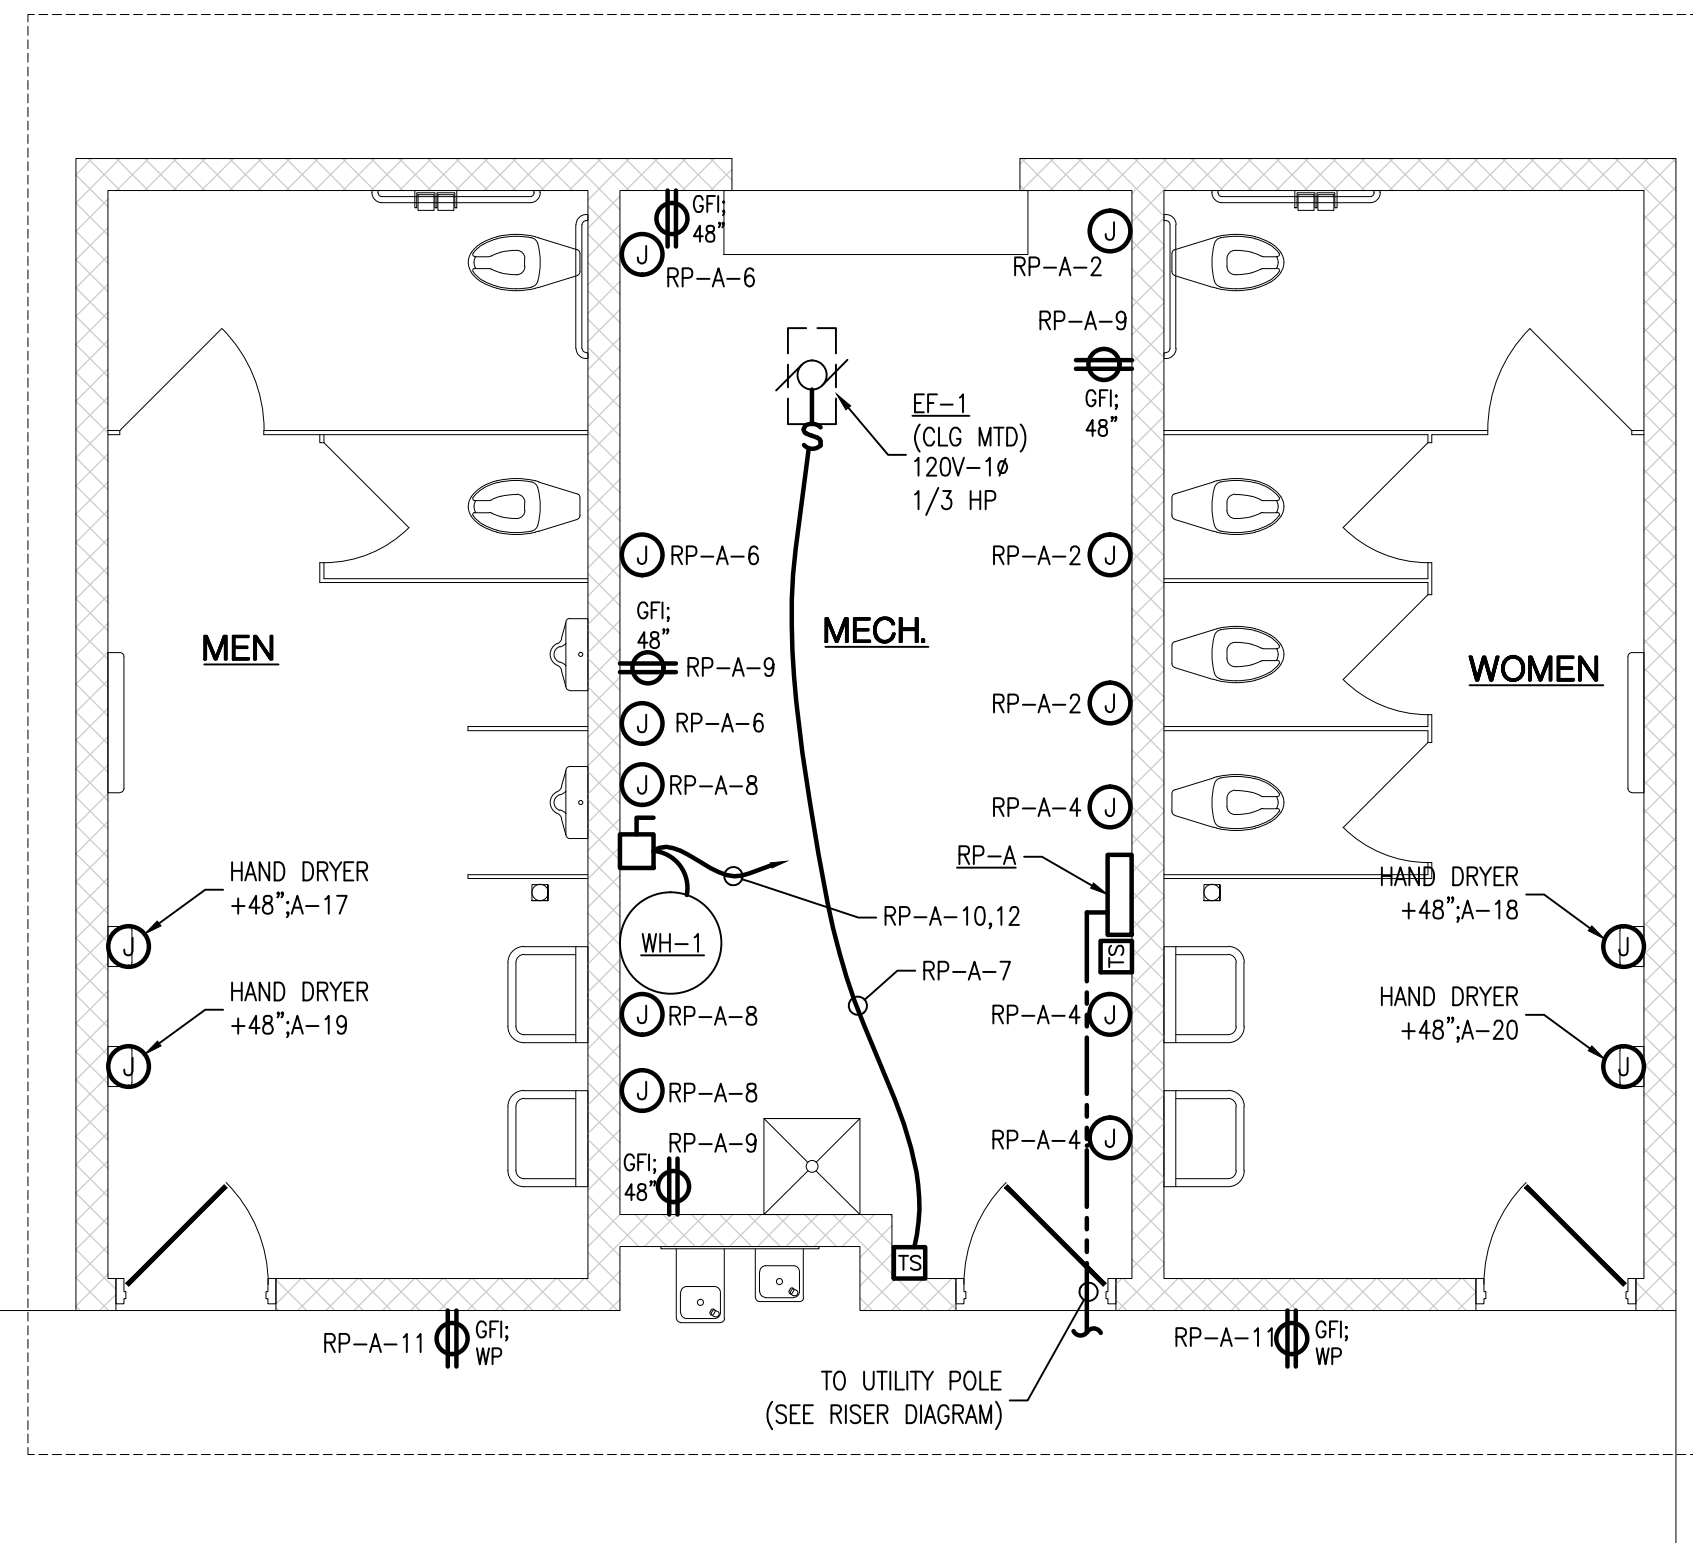 GFI;
48"
J
RP-A-6
J
RP-A-2
RP-A-9
GFI;
48"
EF-1
(CLG MTD)
120V-1ø
1/3 HP
J
RP-A-6
RP-A-2
J
GFI;
48"
RP-A-9
MEN
MECH.
WOMEN
J
RP-A-6
RP-A-2
J
J
RP-A-8
RP-A-4
J
RP-A
HAND DRYER
+48";A-17
J
HAND DRYER
+48";A-18
J
RP-A-10,12
WH-1
TS
RP-A-7
HAND DRYER
+48";A-19
J
HAND DRYER
+48";A-20
J
J
RP-A-8
RP-A-4
J
J
RP-A-8
RP-A-4
J
RP-A-9
GFI;
48"
TS
RP-A-11
GFI;
WP
RP-A-11
GFI;
WP
TO UTILITY POLE
(SEE RISER DIAGRAM)